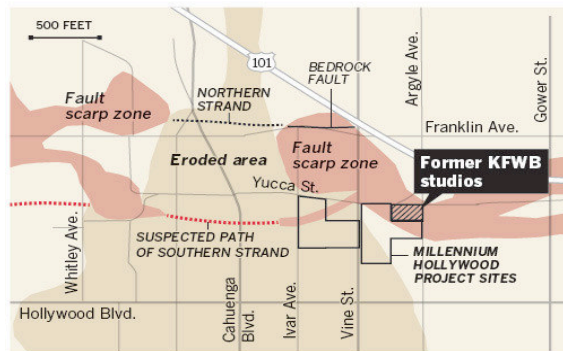 500 FEET
101
Argyle Ave.
Gower St.
BEDROCK
FAULT
NORTHERN
STRAND
Fault
scarp zone
Franklin Ave.
Eroded area
Fault
scarp zone
Former KFWB
studios
Yucca St.
Whitley Ave.
SUSPECTED PATH
OF SOUTHERN STRAND
MILLENNIUM
HOLLYWOOD
PROJECT SITES
Hollywood Blvd.
Cahuenga
Blvd.
Ivar Ave.
Vine St.